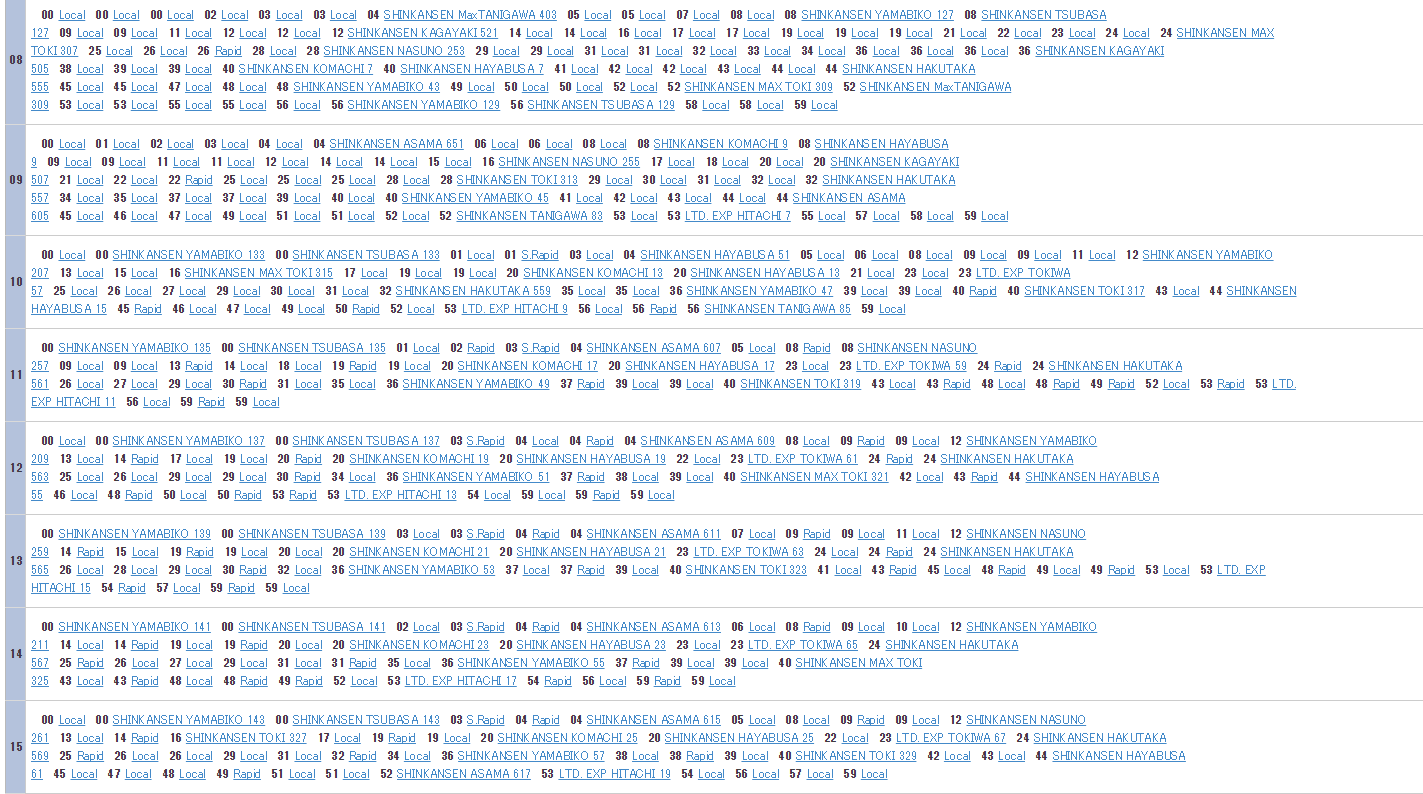 00 Local 00 Local 00 Local 02 Local 03 Local 03 Local 04 SHINKANSEN MaxTANIGAWA 403 05 Local 05 Local 07 Local 08 Local 08 SHINKANSEN YAMABIKO 127 08 SHINKANSEN TSUBASA
127 09 Local 09 Local 11 Local 12 Local 12 Local 12 SHINKANSEN KAGAYAKI 521 14 Local 14 Local 16 Local 17 Local 17 Local 19 Local 19 Local 19 Local 21 Local 22 Local 23 Local 24 Local 24 SHINKANSEN MAX
TOKI 307 25 Local 26 Local 26 Rapid 28 Local 28 SHINKANSEN NASUNO 253 29 Local 29 Local 31 Local 31 Local 32 Local 33 Local 34 Local 36 Local 36 Local 36 Local 36 SHINKANSEN KAGAYAKI
08
505 38 Local 39 Local 39 Local 40 SHINKANSEN KOMACHI 7 40 SHINKANSEN HAYABUSA 7 41 Local 42 Local 42 Local 43 Local 44 Local 44 SHINKANSEN HAKUTAKA
555 45 Local 45 Local 47 Local 48 Local 48 SHINKANSEN YAMABIKO 43 49 Local 50 Local 50 Local 52 Local 52 SHINKANSEN MAX TOKI 309 52 SHINKANSEN MaxTANIGAWA
309 53 Local 53 Local 55 Local 55 Local 56 Local 56 SHINKANSEN YAMABIKO 129 56 SHINKANSEN TSUBASA 129 58 Local 58 Local 59 Local
00 Local 01 Local 02 Local 03 Local 04 Local 04 SHINKANSEN ASAMA 651 06 Local 06 Local 08 Local 08 SHINKANSEN KOMACHI 9 08 SHINKANSEN HAYABUSA
9 09 Local 09 Local 11 Local 11 Local 12 Local 14 Local 14 Local 15 Local 16 SHINKANSEN NASUNO 255 17 Local 18 Local 20 Local 20 SHINKANSEN KAGAYAKI
09 507 21 Local 22 Local 22 Rapid 25 Local 25 Local 25 Local 28 Local 28 SHINKANSEN TOKI 313 29 Local 30 Local 31 Local 32 Local 32 SHINKANSEN HAKUTAKA
557 34 Local 35 Local 37 Local 37 Local 39 Local 40 Local 40 SHINKANSEN YAMABIKO 45 41 Local 42 Local 43 Local 44 Local 44 SHINKANSEN ASAMA
605 45 Local 46 Local 47 Local 49 Local 51 Local 51 Local 52 Local 52 SHINKANSEN TANIGAWA 83 53 Local 53 LTD. EXP HITACHI 7 55 Local 57 Local 58 Local 59 Local
00 Local 00 SHINKANSEN YAMABIKO 133 00 SHINKANSEN TSUBASA 133 01 Local 01 S.Rapid 03 Local 04 SHINKANSEN HAYABUSA 51 05 Local 06 Local 08 Local 09 Local 09 Local 11 Local 12 SHINKANSEN YAMABIKO
207 13 Local 15 Local 16 SHINKANSEN MAX TOKI 315 17 Local 19 Local 19 Local 20 SHINKANSEN KOMACHI 13 20 SHINKANSEN HAYABUSA 13 21 Local 23 Local 23 LTD. EXP TOKIWA
10
57 25 Local 26 Local 27 Local 29 Local 30 Local 31 Local 32 SHINKANSEN HAKUTAKA 559 35 Local 35 Local 36 SHINKANSEN YAMABIKO 47 39 Local 39 Local 40 Rapid 40 SHINKANSEN TOKI 317 43 Local 44 SHINKANSEN
HAYABUSA 15 45 Rapid 46 Local 47 Local 49 Local 50 Rapid 52 Local 53 LTD. EXP HITACHI 9 56 Local 56 Rapid 56 SHINKANSEN TANIGAWA 85 59 Local
00 SHINKANSEN YAMABIKO 135 00 SHINKANSEN TSUBASA 135 01 Local 02 Rapid 03 S.Rapid 04 SHINKANSEN ASAMA 607 05 Local 08 Rapid 08 SHINKANSEN NASUNO
257 09 Local 09 Local 13 Rapid 14 Local 18 Local 19 Rapid 19 Local 20 SHINKANSEN KOMACHI 17 20 SHINKANSEN HAYABUSA 17 23 Local 23 LTD. EXP TOKIWA 59 24 Rapid 24 SHINKANSEN HAKUTAKA
11
561 26 Local 27 Local 29 Local 30 Rapid 31 Local 35 Local 36 SHINKANSEN YAMABIKO 49 37 Rapid 39 Local 39 Local 40 SHINKANSEN TOKI 319 43 Local 43 Rapid 48 Local 48 Rapid 49 Rapid 52 Local 53 Rapid 53 LTD.
EXP HITACHI 11 56 Local 59 Rapid 59 Local
00 Local 00 SHINKANSEN YAMABIKO 137 00 SHINKANSEN TSUBASA 137 03 S.Rapid 04 Local 04 Rapid 04 SHINKANSEN ASAMA 609 08 Local 09 Rapid 09 Local 12 SHINKANSEN YAMABIKO
209 13 Local 14 Rapid 17 Local 19 Local 20 Rapid 20 SHINKANSEN KOMACHI 19 20 SHINKANSEN HAYABUSA 19 22 Local 23 LTD. EXP TOKIWA 61 24 Rapid 24 SHINKANSEN HAKUTAKA
12
563 25 Local 26 Local 29 Local 29 Local 30 Rapid 34 Local 36 SHINKANSEN YAMABIKO 51 37 Rapid 38 Local 39 Local 40 SHINKANSEN MAX TOKI 321 42 Local 43 Rapid 44 SHINKANSEN HAYABUSA
55 46 Local 48 Rapid 50 Local 50 Rapid 53 Rapid 53 LTD. EXP HITACHI 13 54 Local 59 Local 59 Rapid 59 Local
00 SHINKANSEN YAMABIKO 139 00 SHINKANSEN TSUBASA 139 03 Local 03 S.Rapid 04 Rapid 04 SHINKANSEN ASAMA 611 07 Local 09 Rapid 09 Local 11 Local 12 SHINKANSEN NASUNO
259 14 Rapid 15 Local 19 Rapid 19 Local 20 Local 20 SHINKANSEN KOMACHI 21 20 SHINKANSEN HAYABUSA 21 23 LTD. EXP TOKIWA 63 24 Local 24 Rapid 24 SHINKANSEN HAKUTAKA
13
565 26 Local 28 Local 29 Local 30 Rapid 32 Local 36 SHINKANSEN YAMABIKO 53 37 Local 37 Rapid 39 Local 40 SHINKANSEN TOKI 323 41 Local 43 Rapid 45 Local 48 Rapid 49 Local 49 Rapid 53 Local 53 LTD. EXP
HITACHI 15 54 Rapid 57 Local 59 Rapid 59 Local
00 SHINKANSEN YAMABIKO 141 00 SHINKANSEN TSUBASA 141 02 Local 03 S.Rapid 04 Rapid 04 SHINKANSEN ASAMA 613 06 Local 08 Rapid 09 Local 10 Local 12 SHINKANSEN YAMABIKO
211 14 Local 14 Rapid 19 Local 19 Rapid 20 Local 20 SHINKANSEN KOMACHI 23 20 SHINKANSEN HAYABUSA 23 23 Local 23 LTD. EXP TOKIWA 65 24 SHINKANSEN HAKUTAKA
14
567 25 Rapid 26 Local 27 Local 29 Local 31 Local 31 Rapid 35 Local 36 SHINKANSEN YAMABIKO 55 37 Rapid 39 Local 39 Local 40 SHINKANSEN MAX TOKI
325 43 Local 43 Rapid 48 Local 48 Rapid 49 Rapid 52 Local 53 LTD. EXP HITACHI 17 54 Rapid 56 Local 59 Rapid 59 Local
00 Local 00 SHINKANSEN YAMABIKO 143 00 SHINKANSEN TSUBASA 143 03 S.Rapid 04 Rapid 04 SHINKANSEN ASAMA 615 05 Local 08 Local 09 Rapid 09 Local 12 SHINKANSEN NASUNO
261 13 Local 14 Rapid 16 SHINKANSEN TOKI 327 17 Local 19 Rapid 19 Local 20 SHINKANSEN KOMACHI 25 20 SHINKANSEN HAYABUSA 25 22 Local 23 LTD. EXP TOKIWA 67 24 SHINKANSEN HAKUTAKA
15
569 25 Rapid 26 Local 26 Local 29 Local 31 Local 32 Rapid 34 Local 36 SHINKANSEN YAMABIKO 57 38 Local 38 Rapid 39 Local 40 SHINKANSEN TOKI 329 42 Local 43 Local 44 SHINKANSEN HAYABUSA
61 45 Local 47 Local 48 Local 49 Rapid 51 Local 51 Local 52 SHINKANSEN ASAMA 617 53 LTD. EXP HITACHI 19 54 Local 56 Local 57 Local 59 Local